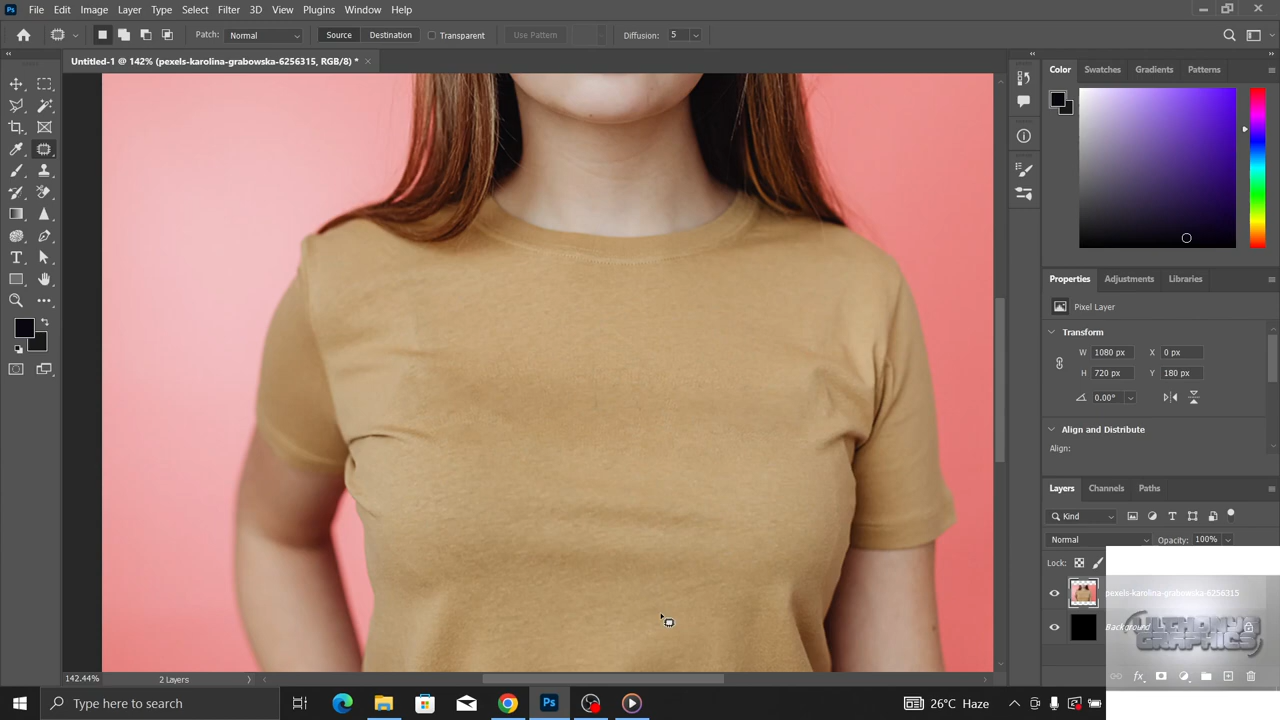 File Edit Image Layer Type Select Filter 3D View Plugins Window Help
Patch: Normal Source Destination Transparent Use Pattern Diffusion: 5
Untitled-1 @ 142% (pexels-karolina-grabowska-6256315, RGB/8) *
Color Swatches Gradients Patterns
Properties Adjustments Libraries
Pixel Layer
Transform
W 1080 px X 0 px
H 720 px Y 180 px
0.00°
Align and Distribute
Align:
Layers Channels Paths
Kind
Normal Opacity: 100%
Lock:
pexels-karolina-grabowska-6256315
Background
GRAPHICS
142.44% 2 Layers
Type here to search
26°C Haze